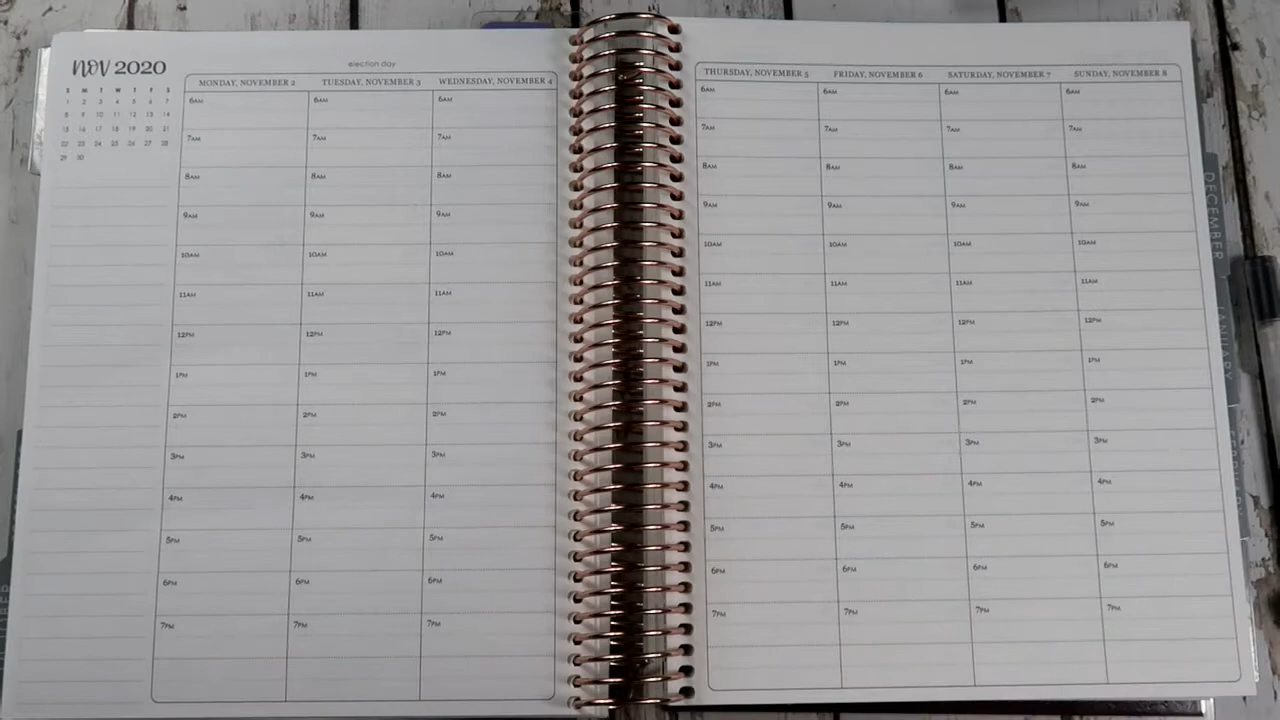 nov 2020
S M T W T F S
1 2 3 4 5 6 7
8 9 10 11 12 13 14
15 16 17 18 19 20 21
22 23 24 25 26 27 28
29 30
election day
MONDAY, NOVEMBER 2 TUESDAY, NOVEMBER 3 WEDNESDAY, NOVEMBER 4
6AM 6AM 6AM
7AM 7AM 7AM
8AM 8AM 8AM
9AM 9AM 9AM
10AM 10AM 10AM
11AM 11AM 11AM
12PM 12PM 12PM
1PM 1PM 1PM
2PM 2PM 2PM
3PM 3PM 3PM
4PM 4PM 4PM
5PM 5PM 5PM
6PM 6PM 6PM
7PM 7PM 7PM
THURSDAY, NOVEMBER 5 FRIDAY, NOVEMBER 6 SATURDAY, NOVEMBER 7 SUNDAY, NOVEMBER 8
6AM 6AM 6AM 6AM
7AM 7AM 7AM 7AM
8AM 8AM 8AM 8AM
9AM 9AM 9AM 9AM
10AM 10AM 10AM 10AM
11AM 11AM 11AM 11AM
12PM 12PM 12PM 12PM
1PM 1PM 1PM 1PM
2PM 2PM 2PM 2PM
3PM 3PM 3PM 3PM
4PM 4PM 4PM 4PM
5PM 5PM 5PM 5PM
6PM 6PM 6PM 6PM
7PM 7PM 7PM 7PM
DECEMBER
JANUARY